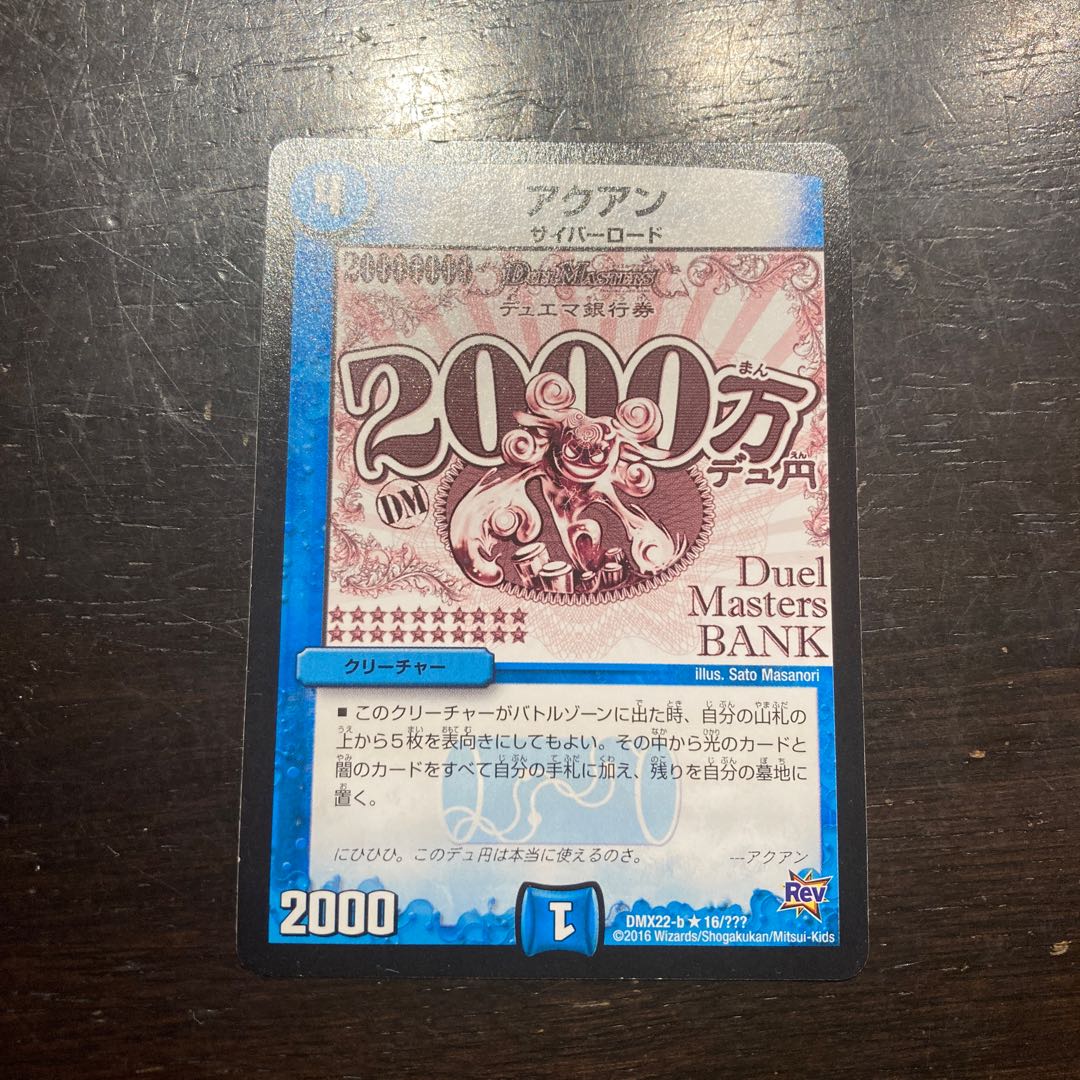 4
アクアン
サイバーロード
20000000 DUEL MASTERS
デュエマ銀行券
2000万
まん
デュ円
えん
DM
Duel
Masters
BANK
★★★★★★★★★★
★★★★★★★★★★
クリーチャー
illus. Sato Masanori
■ このクリーチャーがバトルゾーンに出た時、自分の山札の
上から5枚を表向きにしてもよい。その中から光のカードと
闇のカードをすべて自分の手札に加え、残りを自分の墓地に
置く。
にひひひ。このデュ円は本当に使えるのさ。 ---アクアン
Rev
2000
1
DMX22-b ★ 16/???
©2016 Wizards/Shogakukan/Mitsui-Kids